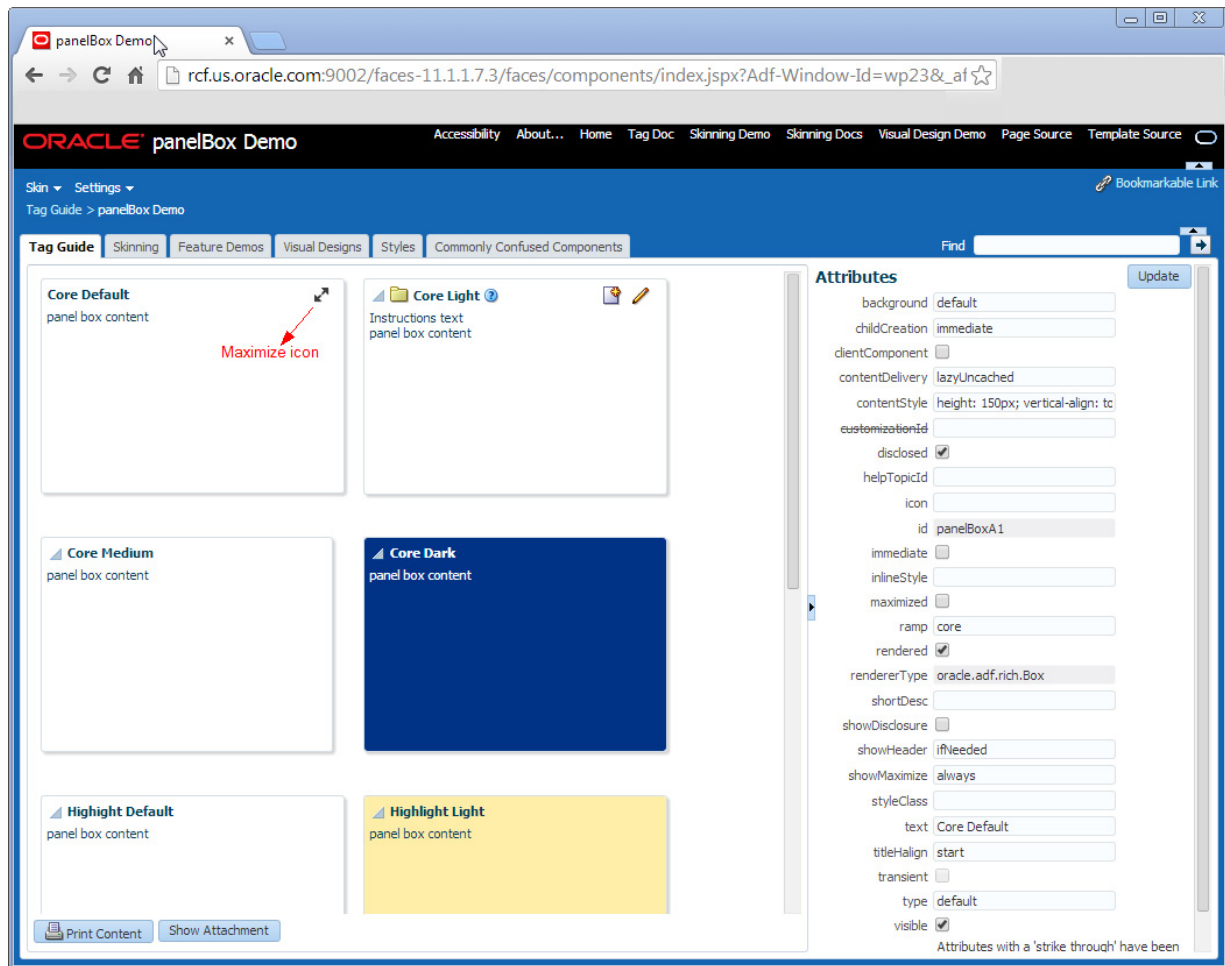 panelBox Demo
rcf.us.oracle.com:9002/faces-11.1.1.7.3/faces/components/index.jspx?Adf-Window-Id=wp23&_af
ORACLE panelBox Demo
Accessibility About... Home Tag Doc Skinning Demo Skinning Docs Visual Design Demo Page Source Template Source
Skin Settings
Bookmarkable Link
Tag Guide > panelBox Demo
Tag Guide Skinning Feature Demos Visual Designs Styles Commonly Confused Components
Find
Core Default
panel box content
Maximize icon
Core Light
Instructions text
panel box content
Core Medium
panel box content
Core Dark
panel box content
Highight Default
panel box content
Highlight Light
panel box content
Print Content
Show Attachment
Attributes
Update
background default
childCreation immediate
clientComponent
contentDelivery lazyUncached
contentStyle height: 150px; vertical-align: tc
customizationId
disclosed
helpTopicId
icon
id panelBoxA1
immediate
inlineStyle
maximized
ramp core
rendered
rendererType oracle.adf.rich.Box
shortDesc
showDisclosure
showHeader ifNeeded
showMaximize always
styleClass
text Core Default
titleHalign start
transient
type default
visible
Attributes with a 'strike through' have been